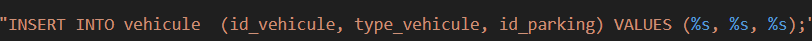 "INSERT INTO vehicule  (id_vehicule, type_vehicule, id_parking) VALUES (%s, %s, %s);"